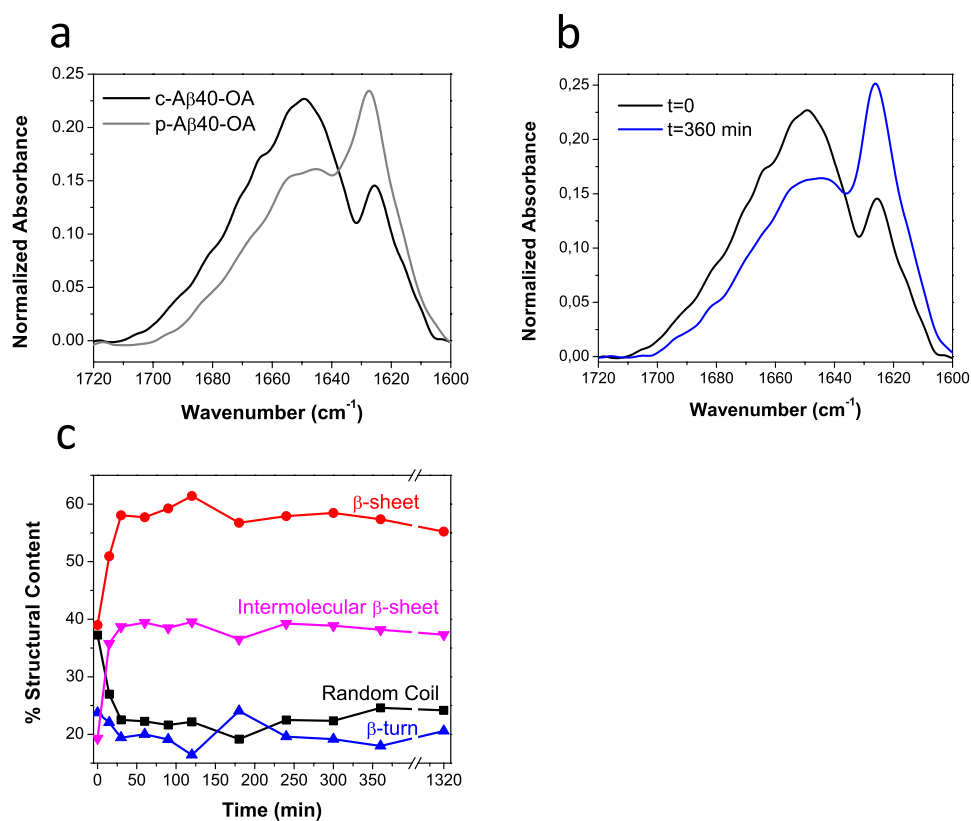 a
0.25
0.20
0.15
0.10
0.05
0.00
Normalized Absorbance
c-Aβ40-OA
p-Aβ40-OA
1720 1700 1680 1660 1640 1620 1600
Wavenumber (cm⁻¹)
b
0,25
0,20
0,15
0,10
0,05
0,00
Normalized Absorbance
t=0
t=360 min
1720 1700 1680 1660 1640 1620 1600
Wavenumber (cm⁻¹)
c
60
50
40
30
20
% Structural Content
β-sheet
Intermolecular β-sheet
Random Coil
β-turn
0 50 100 150 200 250 300 350 1320
Time (min)